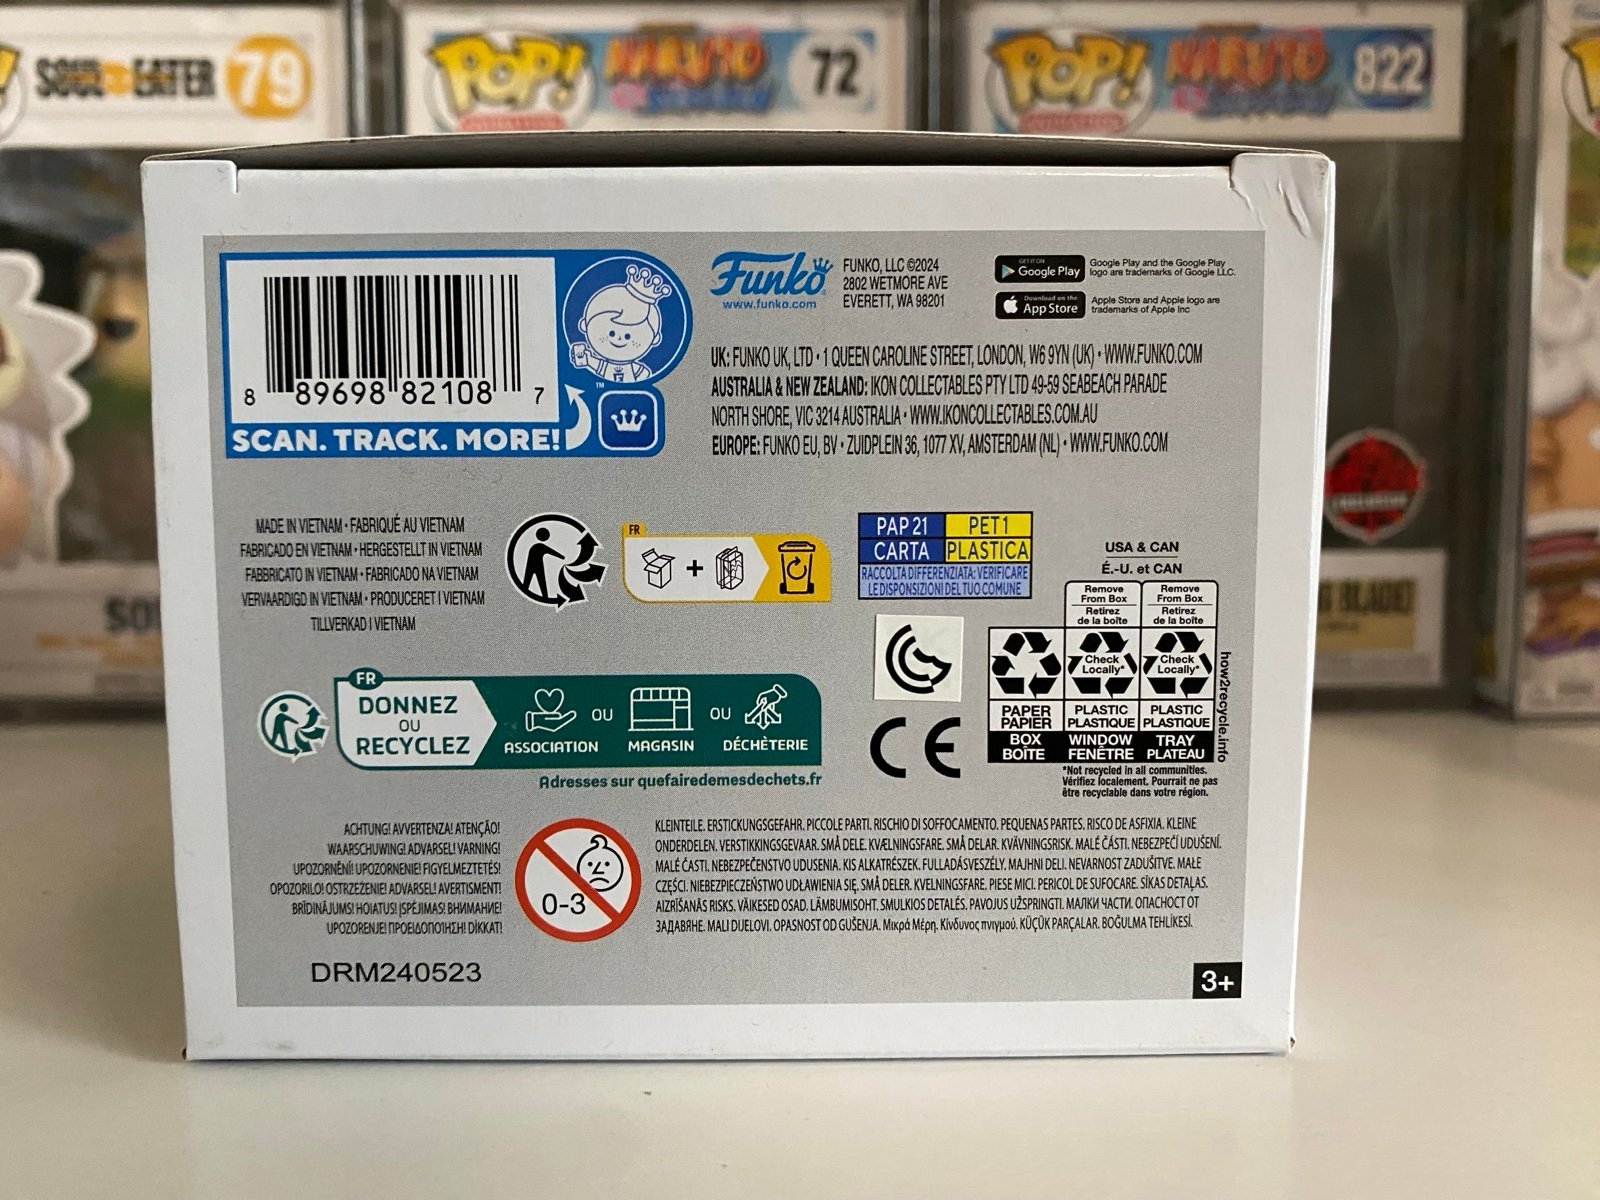 SOUL EATER 79
POP! NARUTO 72
POP! NARUTO 822
8 89698 82108 7
SCAN. TRACK. MORE!
™
Funko
www.funko.com
FUNKO, LLC ©2024
2802 WETMORE AVE
EVERETT, WA 98201
GET IT ON
Google Play
Google Play and the Google Play
logo are trademarks of Google LLC.
Download on the
App Store
Apple Store and Apple logo are
trademarks of Apple Inc
UK: FUNKO UK, LTD • 1 QUEEN CAROLINE STREET, LONDON, W6 9YN (UK) • WWW.FUNKO.COM
AUSTRALIA & NEW ZEALAND: IKON COLLECTABLES PTY LTD 49-59 SEABEACH PARADE
NORTH SHORE, VIC 3214 AUSTRALIA • WWW.IKONCOLLECTABLES.COM.AU
EUROPE: FUNKO EU, BV • ZUIDPLEIN 36, 1077 XV, AMSTERDAM (NL) • WWW.FUNKO.COM
MADE IN VIETNAM • FABRIQUÉ AU VIETNAM
FABRICADO EN VIETNAM • HERGESTELLT IN VIETNAM
FABBRICATO IN VIETNAM • FABRICADO NA VIETNAM
VERVAARDIGD IN VIETNAM • PRODUCERET I VIETNAM
TILLVERKAD I VIETNAM
FR
+
PAP 21 PET 1
CARTA PLASTICA
RACCOLTA DIFFERENZIATA: VERIFICARE
LE DISPOSIZIONI DEL TUO COMUNE
USA & CAN
É.-U. et CAN
Remove From Box
Retirez de la boîte
Remove From Box
Retirez de la boîte
Check Locally*
Check Locally*
PAPER PAPIER
PLASTIC PLASTIQUE
PLASTIC PLASTIQUE
BOX BOÎTE
WINDOW FENÊTRE
TRAY PLATEAU
how2recycle.info
*Not recycled in all communities.
Vérifiez localement. Pourrait ne pas
être recyclable dans votre région.
CE
FR
DONNEZ
OU
RECYCLEZ
ASSOCIATION OU MAGASIN OU DÉCHÈTERIE
Adresses sur quefairedemesdechets.fr
ACHTUNG! AVVERTENZA! ATENÇÃO!
WAARSCHUWING! ADVARSEL! VARNING!
UPOZORNĚNÍ! UPOZORNENIE! FIGYELMEZTETÉS!
OPOZORILO! OSTRZEŻENIE! ADVARSEL! AVERTISMENT!
BRĪDINĀJUMS! HOIATUS! ĮSPĖJIMAS! ВНИМАНИЕ!
UPOZORENJE! ΠΡΟΕΙΔΟΠΟΙΗΣΗ! DİKKAT!
0-3
KLEINTEILE. ERSTICKUNGSGEFAHR. PICCOLE PARTI. RISCHIO DI SOFFOCAMENTO. PEQUENAS PARTES. RISCO DE ASFIXIA. KLEINE
ONDERDELEN. VERSTIKKINGSGEVAAR. SMÅ DELE. KVÆLNINGSFARE. SMÅ DELAR. KVÄVNINGSRISK. MALÉ ČÁSTI. NEBEZPEČÍ UDUŠENÍ.
MALÉ ČASTI. NEBEZPEČENSTVO UDUSENIA. KIS ALKATRÉSZEK. FULLADÁSVESZÉLY. MAJHNI DELI. NEVARNOST ZADUŠITVE. MAŁE
CZĘŚCI. NIEBEZPIECZEŃSTWO UDŁAWIENIA SIĘ. SMÅ DELER. KVELNINGSFARE. PIESE MICI. PERICOL DE SUFOCARE. SĪKAS DETAĻAS.
AIZRĪŠANĀS RISKS. VÄIKESED OSAD. LÄMBUMISOHT. SMULKIOS DETALĖS. PAVOJUS UŽSPRINGTI. МАЛКИ ЧАСТИ. ОПАСНОСТ ОТ
ЗАДАВЯНЕ. MALI DIJELOVI. OPASNOST OD GUŠENJA. Μικρά Μέρη. Κίνδυνος πνιγμού. KÜÇÜK PARÇALAR. BOĞULMA TEHLİKESİ.
DRM240523
3+